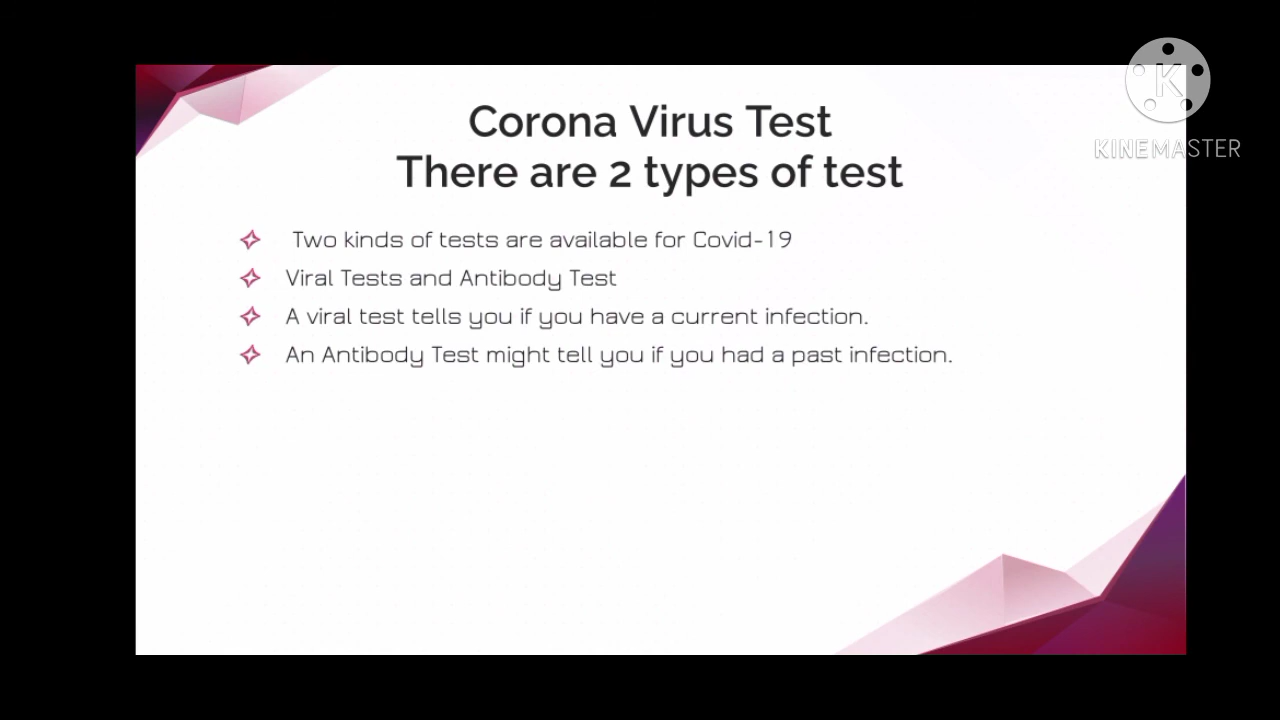 Corona Virus Test
There are 2 types of test
Two kinds of tests are available for Covid-19
Viral Tests and Antibody Test
A viral test tells you if you have a current infection.
An Antibody Test might tell you if you had a past infection.
K
KINEMASTER